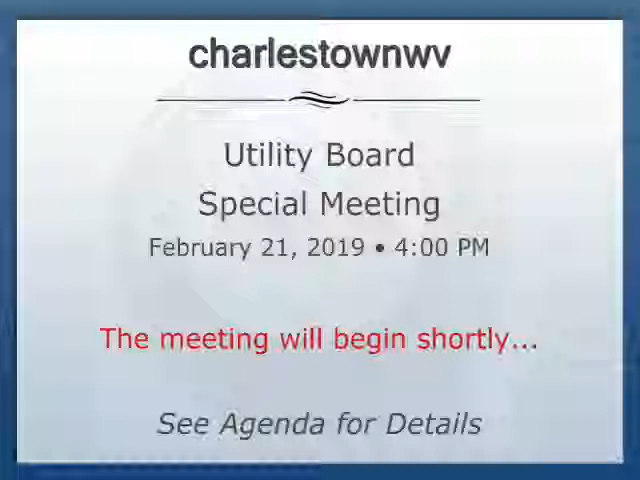 charlestownwv
Utility Board
Special Meeting
February 21, 2019 • 4:00 PM
The meeting will begin shortly...
See Agenda for Details